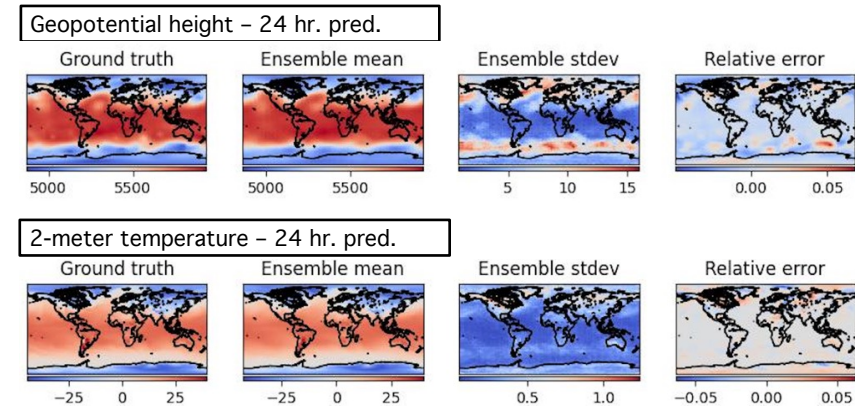 Geopotential height – 24 hr. pred.
Ground truth Ensemble mean Ensemble stdev Relative error
5000 5500 5000 5500 5 10 15 0.00 0.05
2-meter temperature – 24 hr. pred.
Ground truth Ensemble mean Ensemble stdev Relative error
−25 0 25 −25 0 25 0.5 1.0 −0.05 0.00 0.05